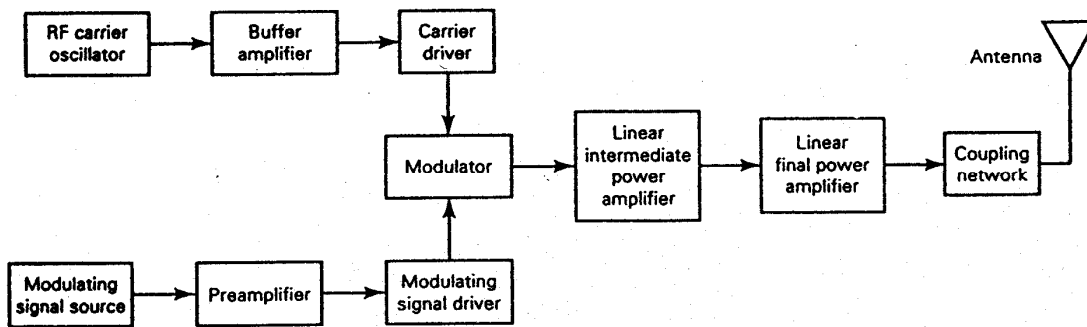 RF carrier
oscillator
Buffer
amplifier
Carrier
driver
Antenna
Modulator
Linear
intermediate
power
amplifier
Linear
final power
amplifier
Coupling
network
Modulating
signal source
Preamplifier
Modulating
signal driver